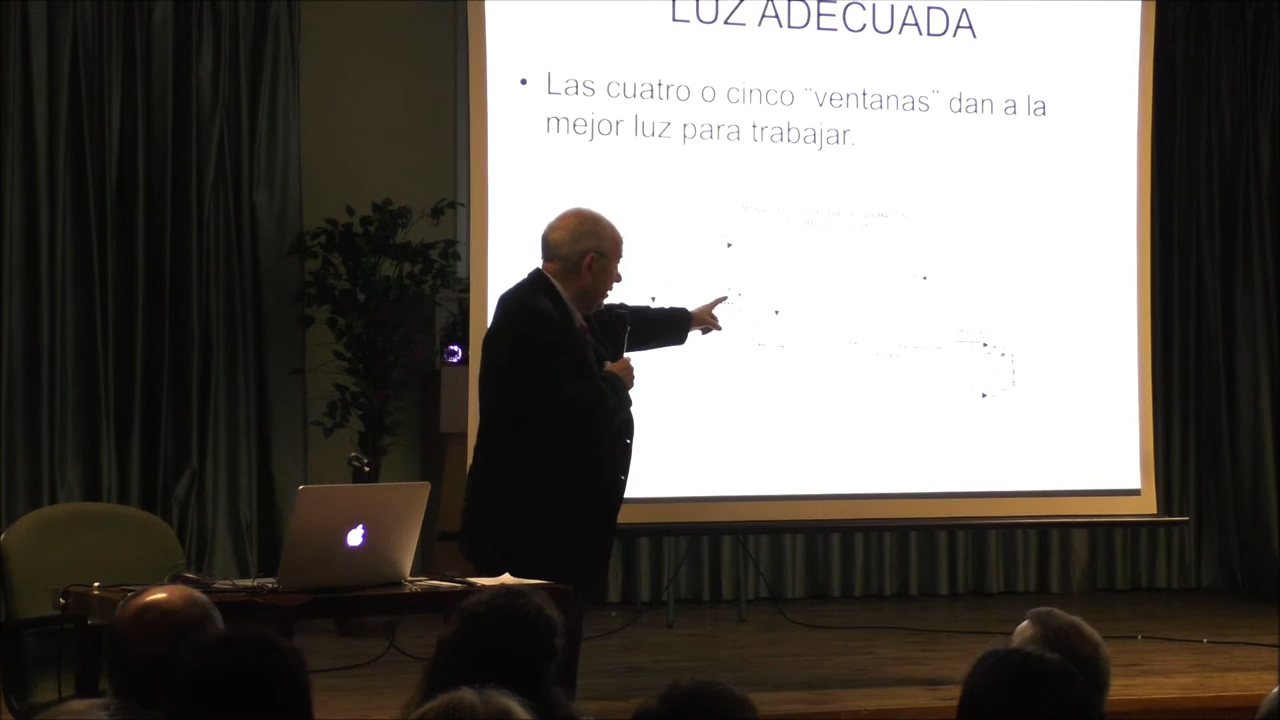 LUZ ADECUADA
• Las cuatro o cinco ¨ventanas” dan a la
mejor luz para trabajar.